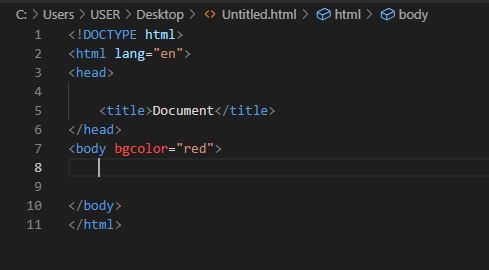 C: > Users > USER > Desktop > <> Untitled.html > html > body
1 <!DOCTYPE html>
2 <html lang="en">
3 <head>
4
5 <title>Document</title>
6 </head>
7 <body bgcolor="red">
8
9
10 </body>
11 </html>